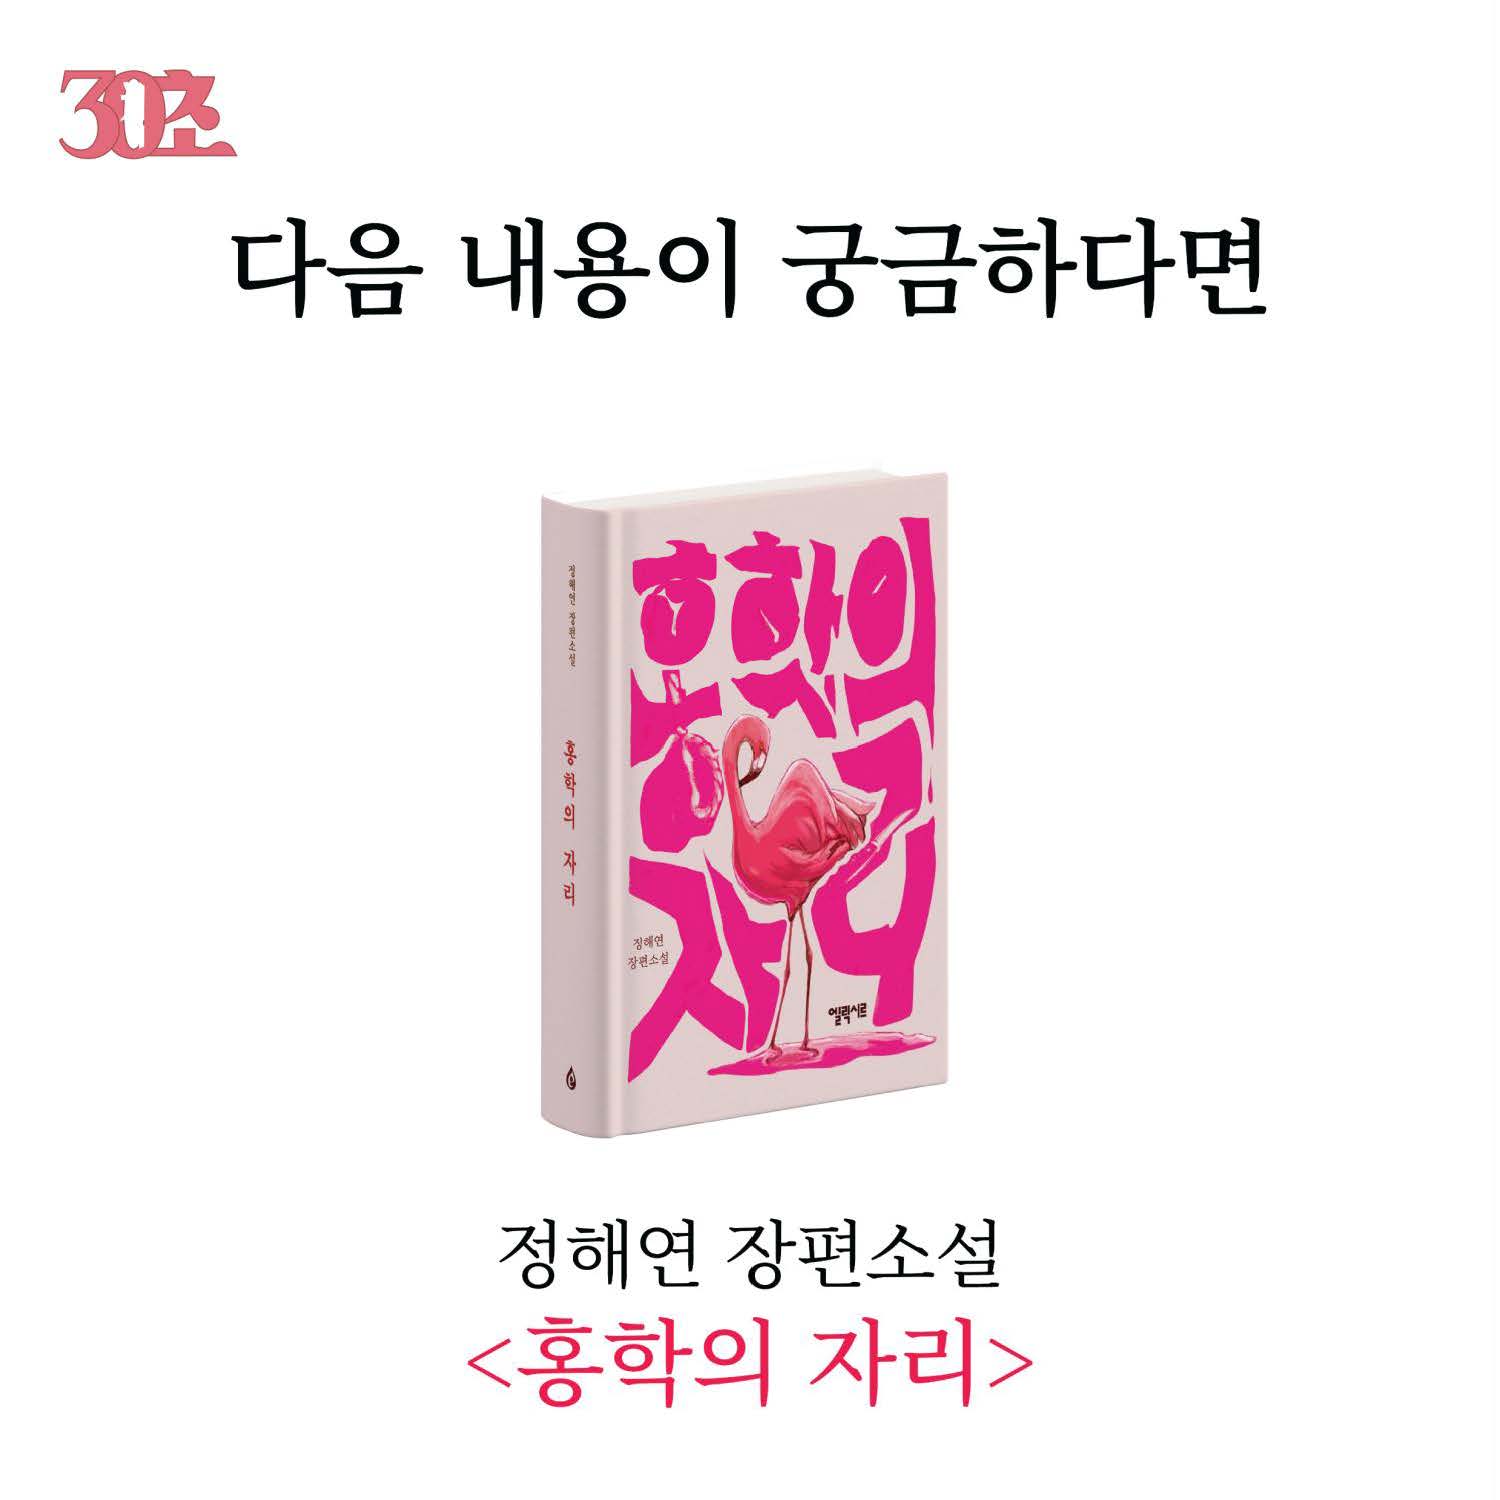 30초
다음 내용이 궁금하다면
정해연 장편소설
홍학의 자리
홍학의
자리
정해연
장편소설
엘릭시르
e
정해연 장편소설
<홍학의 자리>